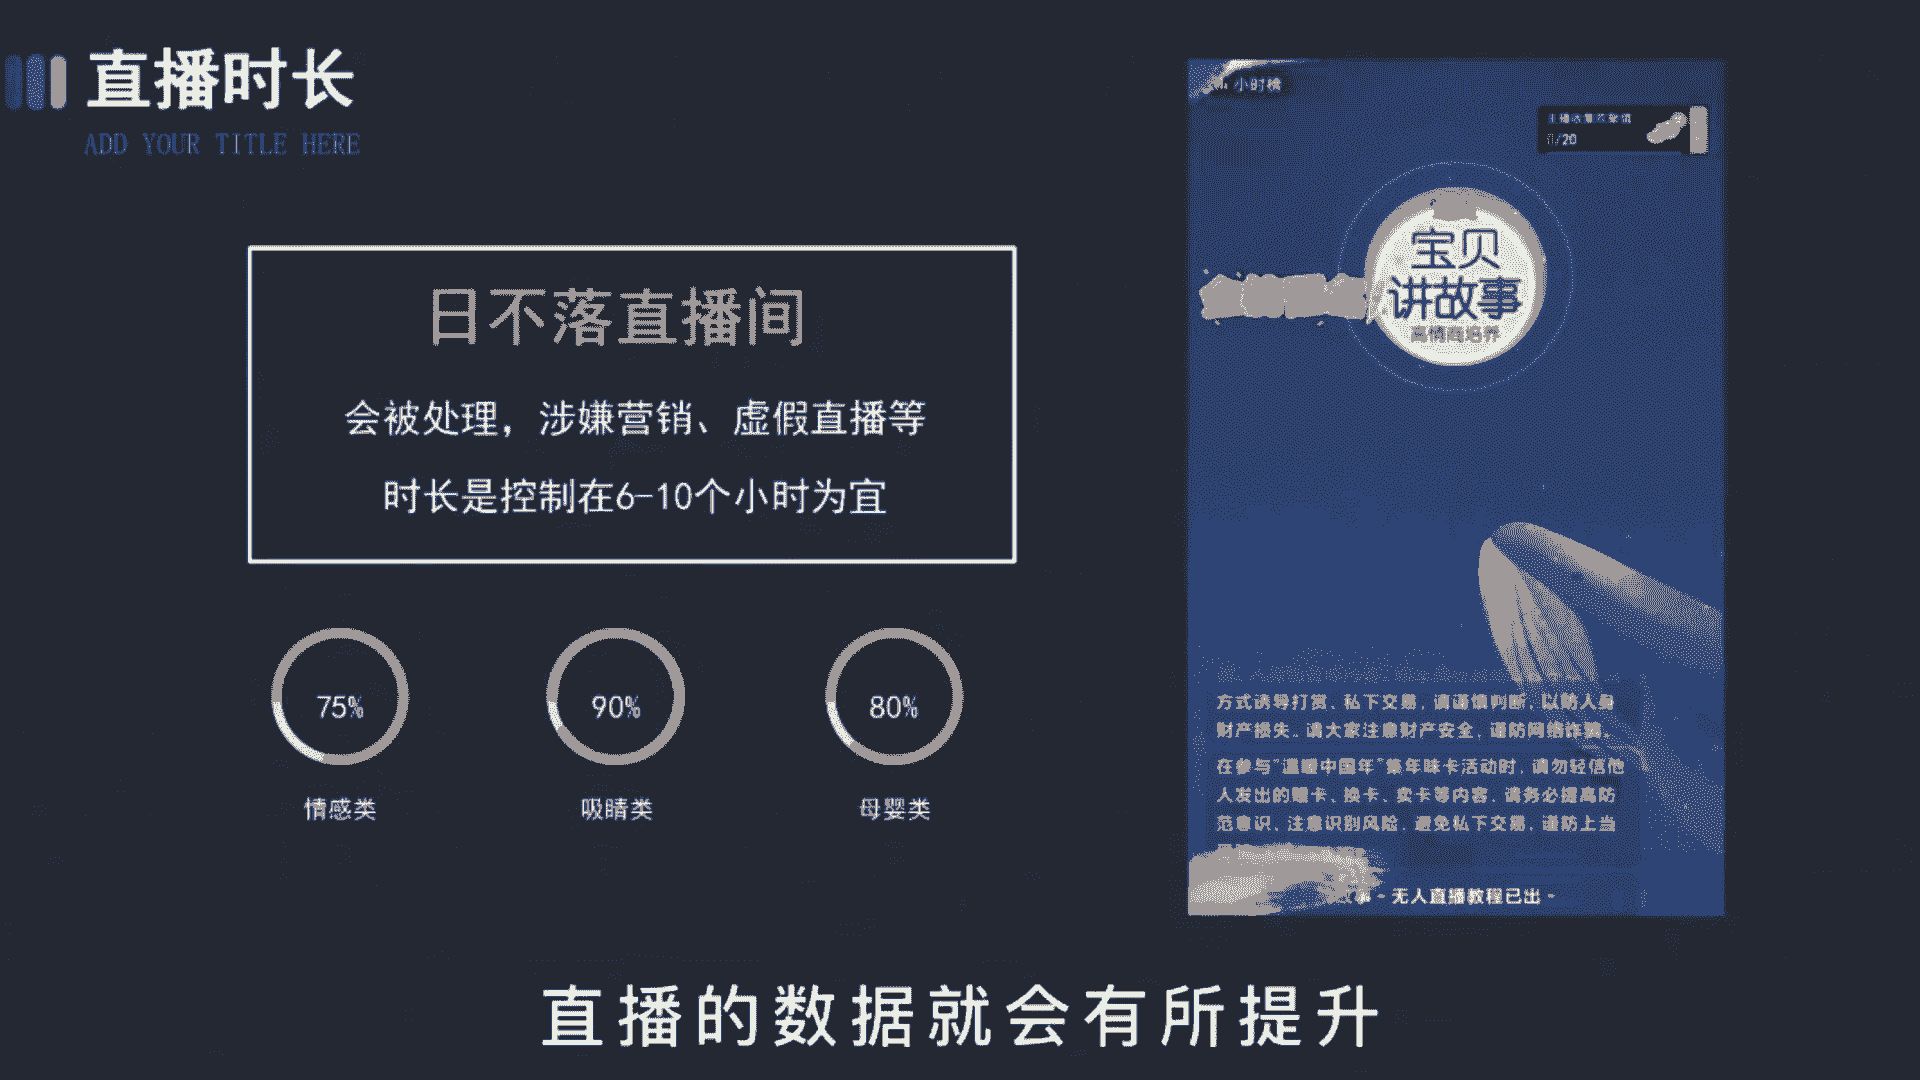 直播时长
ADD YOUR TITLE HERE
日不落直播间
会被处理，涉嫌营销、虚假直播等
时长是控制在6-10个小时为宜
75%
90%
80%
情感类
吸睛类
母婴类
小时榜
0/20
宝贝
讲故事
高情商培养
方式诱导打赏、私下交易，请谨慎判断，以防人身
财产损失。请大家注意财产安全，谨防网络诈骗。
在参与“温暖中国年”集年味卡活动时，请勿轻信他
人发出的赠卡、换卡、卖卡等内容，请务必提高防
范意识、注意识别风险，避免私下交易，谨防上当
- 无人直播教程已出 -
直播的数据就会有所提升